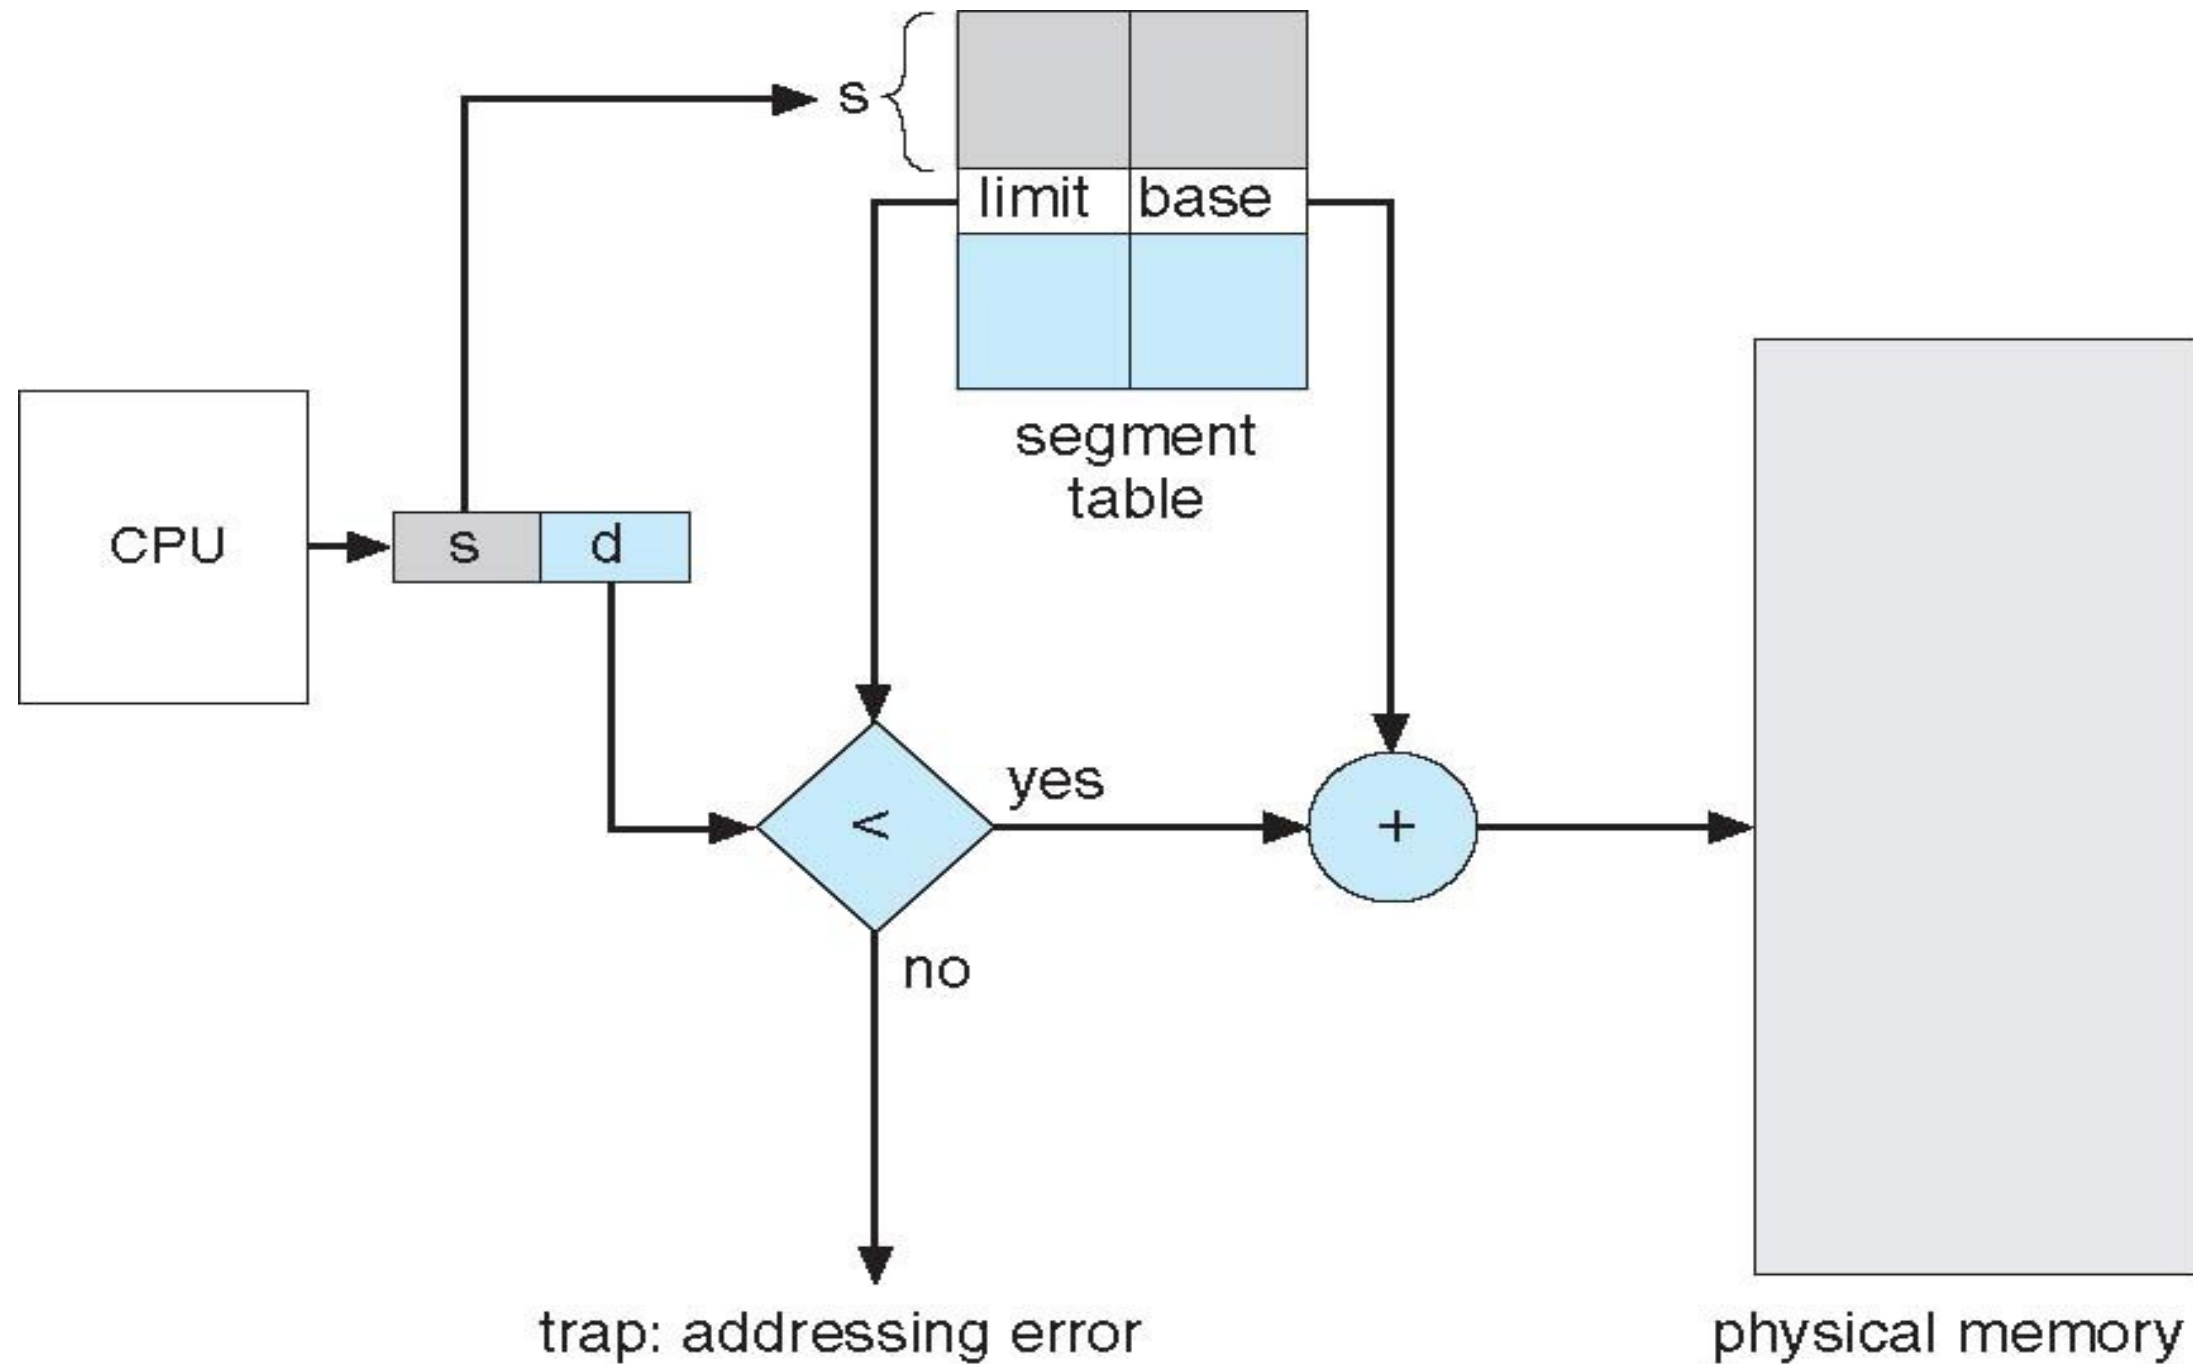 s
limit base
segment
table
CPU
s d
yes
<
+
no
trap: addressing error
physical memory